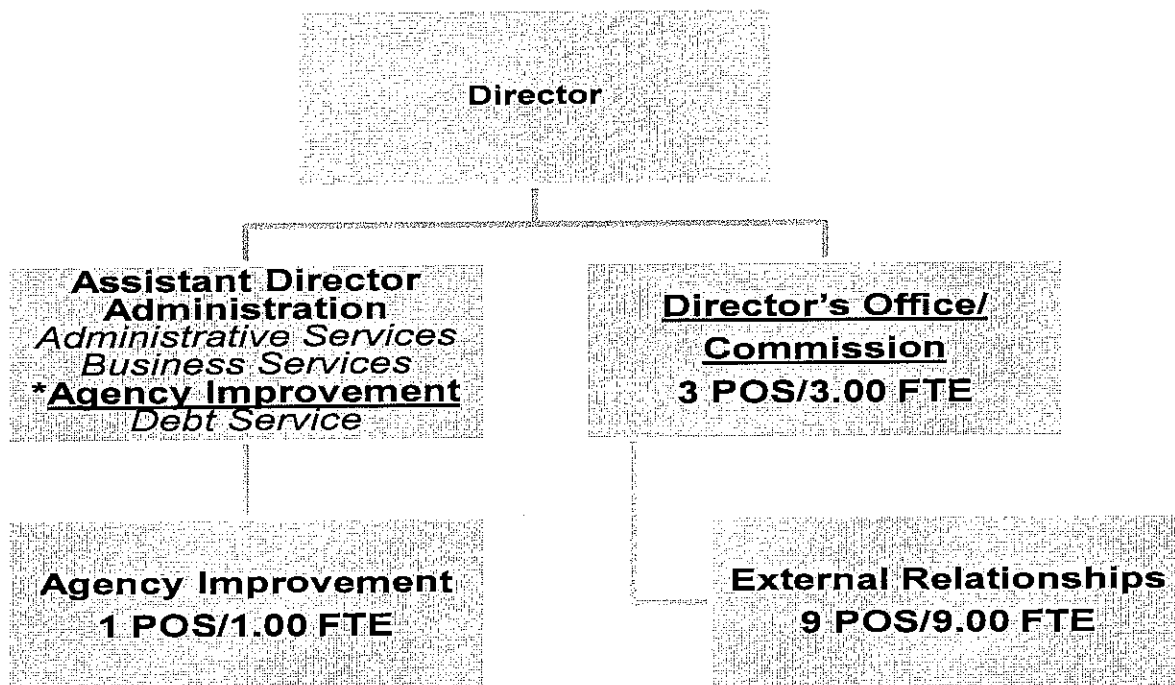 Director
Assistant Director
Administration
Administrative Services
Business Services
*Agency Improvement
Debt Service
Director's Office/
Commission
3 POS/3.00 FTE
Agency Improvement
1 POS/1.00 FTE
External Relationships
9 POS/9.00 FTE